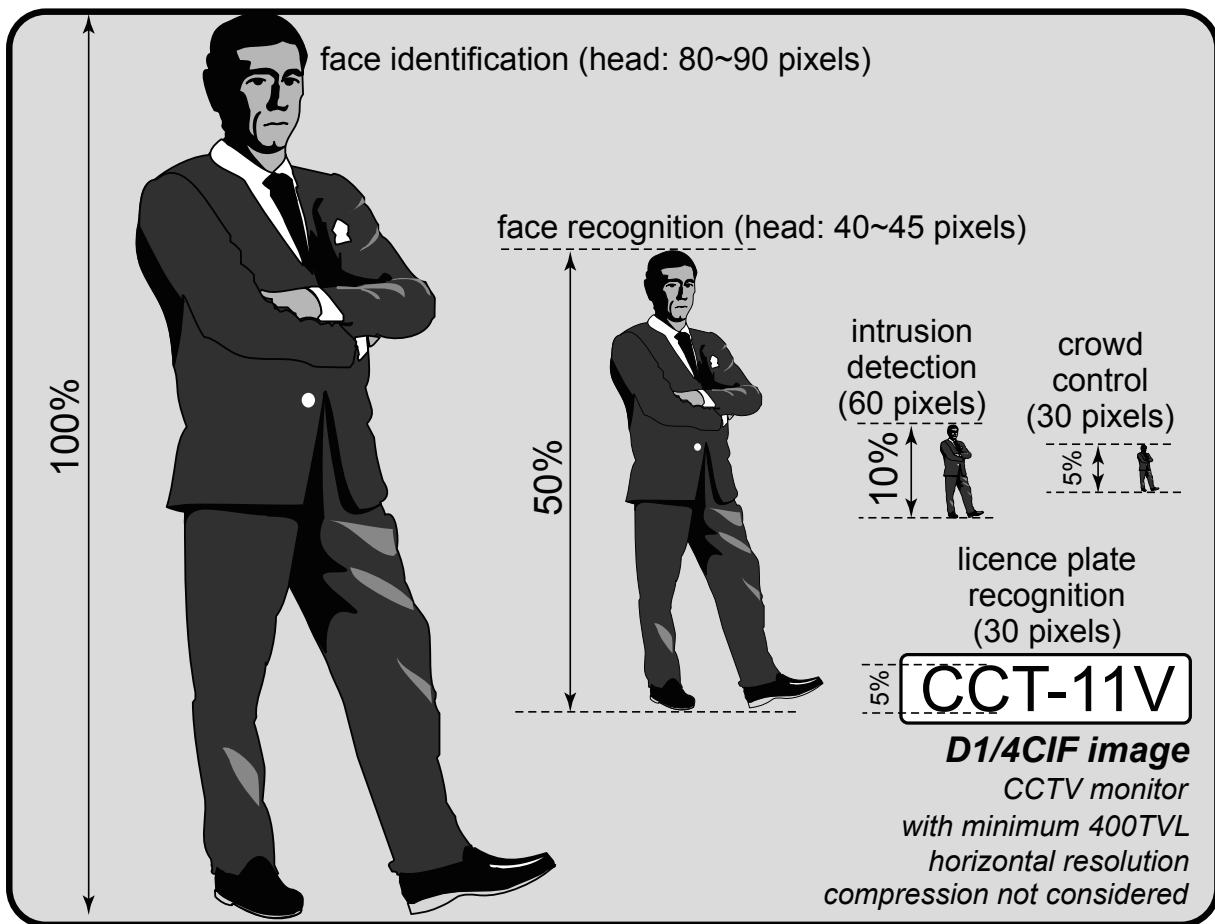 face identification (head: 80~90 pixels)
100%
face recognition (head: 40~45 pixels)
50%
intrusion
detection
(60 pixels)
10%
crowd
control
(30 pixels)
5%
licence plate
recognition
(30 pixels)
5%
CCT-11V
D1/4CIF image
CCTV monitor
with minimum 400TVL
horizontal resolution
compression not considered